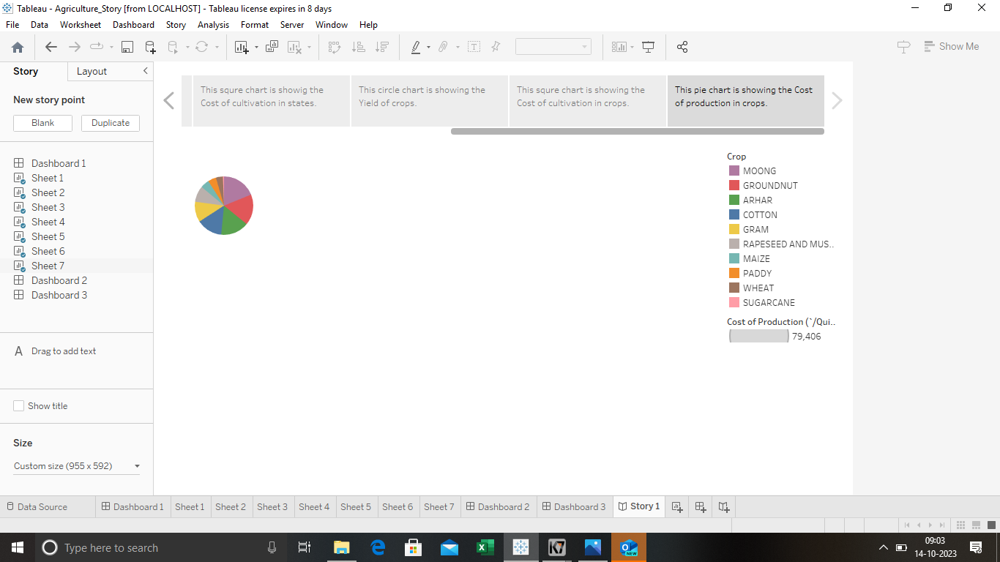 Tableau - Agriculture_Story [from LOCALHOST] - Tableau license expires in 8 days
File Data Worksheet Dashboard Story Analysis Format Server Window Help
Show Me
Story Layout
New story point
Blank Duplicate
Dashboard 1
Sheet 1
Sheet 2
Sheet 3
Sheet 4
Sheet 5
Sheet 6
Sheet 7
Dashboard 2
Dashboard 3
A Drag to add text
Show title
Size
Custom size (955 x 592)
This squre chart is showig the
Cost of cultivation in states.
This circle chart is showing the
Yield of crops.
This squre chart is showing the
Cost of cultivation in crops.
This pie chart is showing the Cost
of production in crops.
Crop
MOONG
GROUNDNUT
ARHAR
COTTON
GRAM
RAPESEED AND MUS..
MAIZE
PADDY
WHEAT
SUGARCANE
Cost of Production (`/Qui..
79,406
Data Source Dashboard 1 Sheet 1 Sheet 2 Sheet 3 Sheet 4 Sheet 5 Sheet 6 Sheet 7 Dashboard 2 Dashboard 3 Story 1
Type here to search
K7
NEW
09:03
14-10-2023